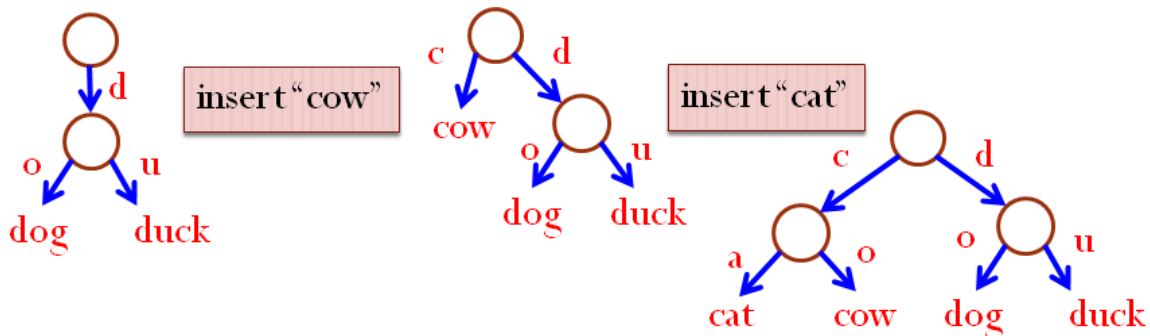 d
o
u
dog
duck
insert “cow”
c
d
cow
o
u
dog
duck
insert “cat”
c
d
a
o
o
u
cat
cow
dog
duck